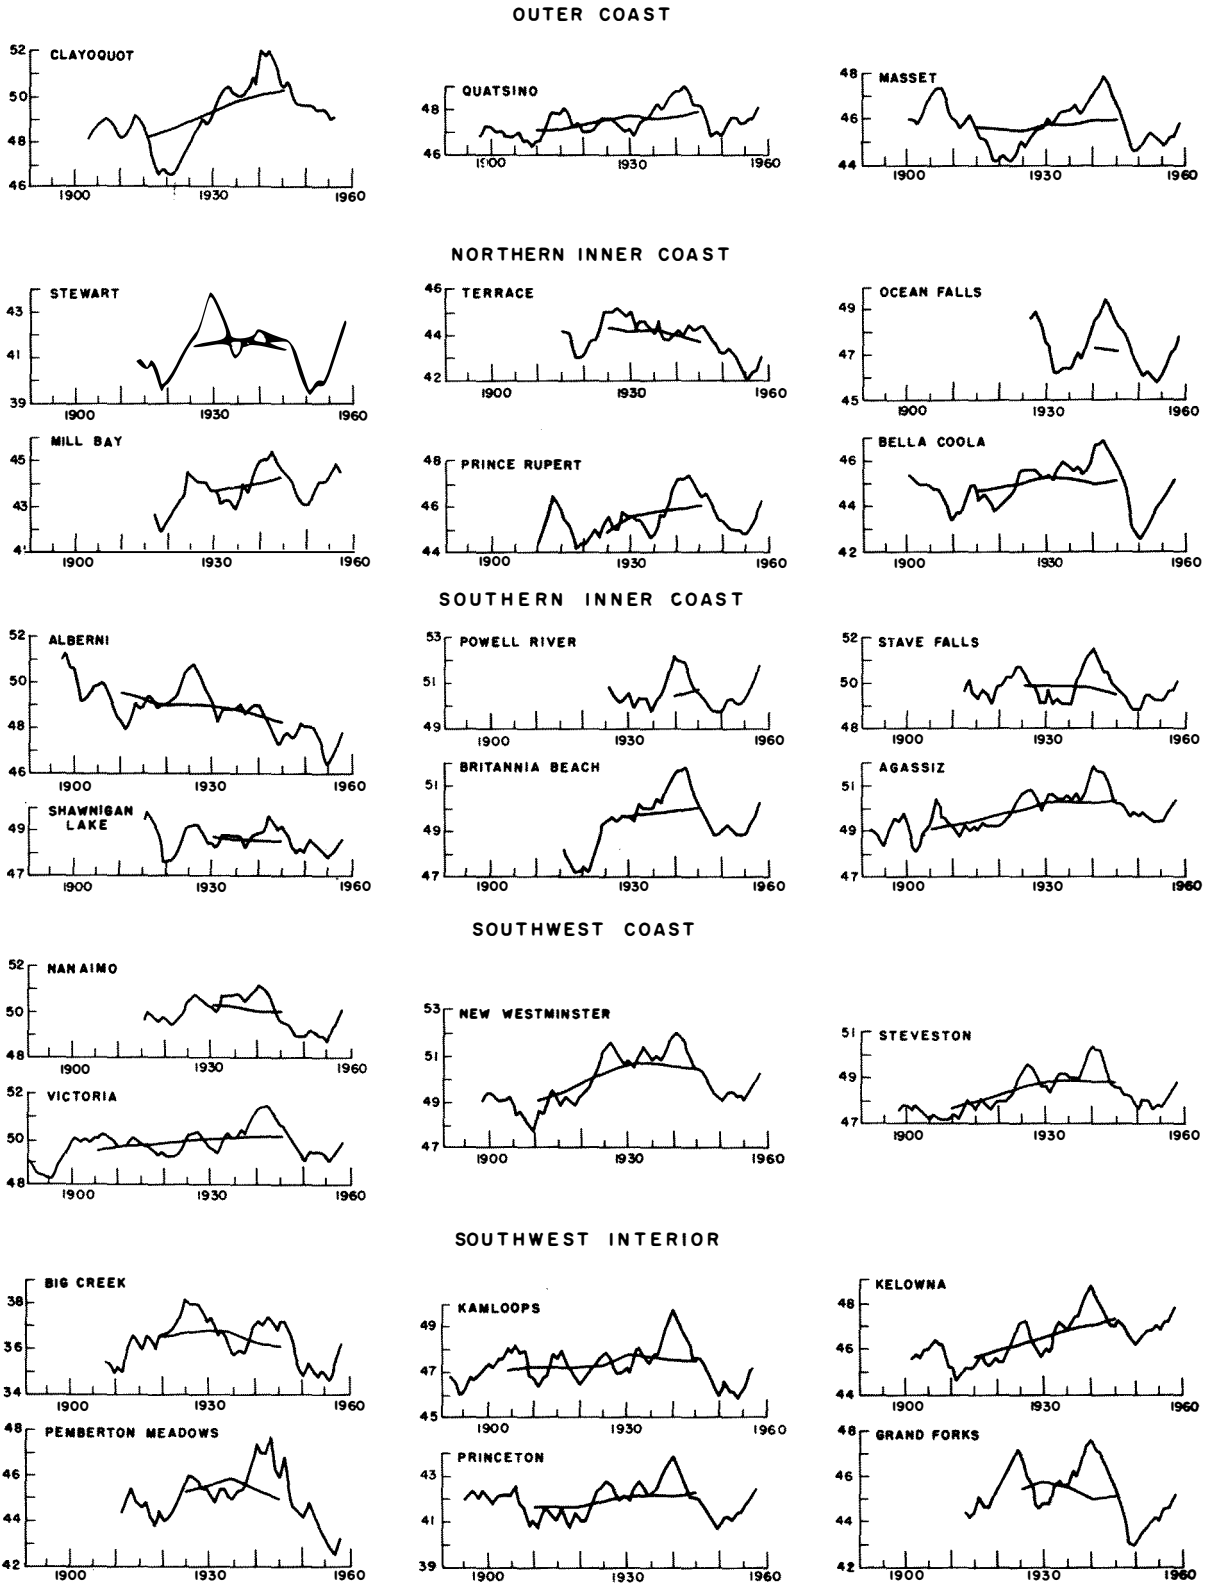 OUTER COAST
CLAYOQUOT
52
50
48
46
1900 1930 1960
QUATSINO
48
46
1900 1930 1960
MASSET
48
46
44
1900 1930 1960
NORTHERN INNER COAST
STEWART
43
41
39
1900 1930 1960
TERRACE
46
44
42
1900 1930 1960
OCEAN FALLS
49
47
45
1900 1930 1960
MILL BAY
45
43
41
1900 1930 1960
PRINCE RUPERT
48
46
44
1900 1930 1960
BELLA COOLA
46
44
42
1900 1930 1960
SOUTHERN INNER COAST
ALBERNI
52
50
48
46
1900 1930 1960
POWELL RIVER
53
51
49
1900 1930 1960
STAVE FALLS
52
50
48
1900 1930 1960
SHAWNIGAN
LAKE
49
47
1900 1930 1960
BRITANNIA BEACH
51
49
47
1900 1930 1960
AGASSIZ
51
49
47
1900 1930 1960
SOUTHWEST COAST
NANAIMO
52
50
48
1900 1930 1960
NEW WESTMINSTER
53
51
49
47
1900 1930 1960
STEVESTON
51
49
47
1900 1930 1960
VICTORIA
52
50
48
1900 1930 1960
SOUTHWEST INTERIOR
BIG CREEK
38
36
34
1900 1930 1960
KAMLOOPS
49
47
45
1900 1930 1960
KELOWNA
48
46
44
1900 1930 1960
PEMBERTON MEADOWS
48
46
44
42
1900 1930 1960
PRINCETON
43
41
39
1900 1930 1960
GRAND FORKS
48
46
44
42
1900 1930 1960